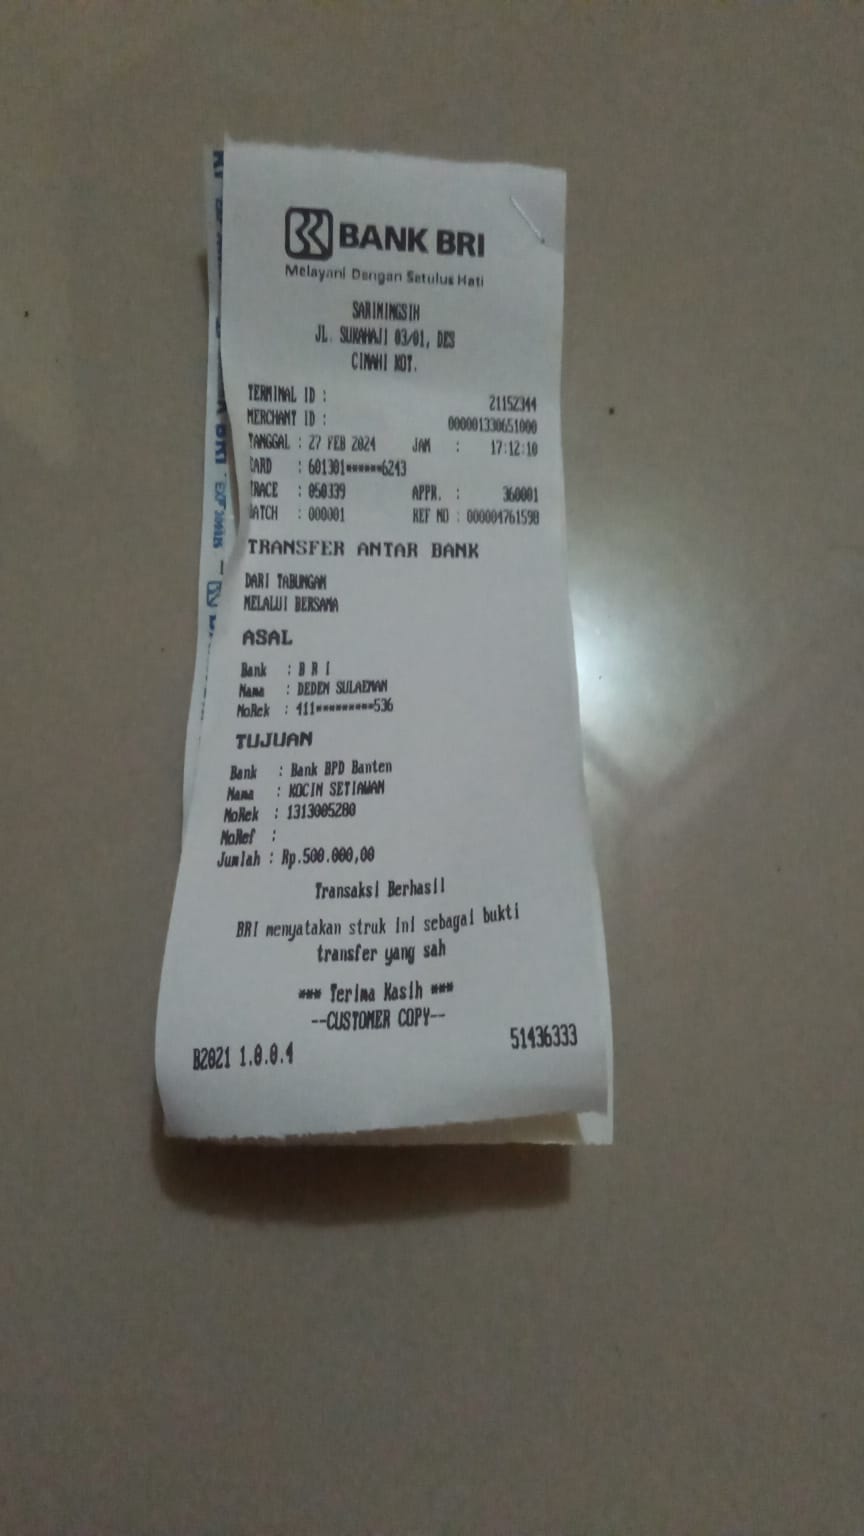 BANK BRI
Melayani Dengan Setulus Hati
SARININGSIH
JL. SUKAHAJI 03/01, DES
CIMAHI KOT.
TERMINAL ID : 21152344
MERCHANT ID : 000001330651000
TANGGAL : 27 FEB 2024 JAM : 17:12:10
CARD : 601301******6243
TRACE : 050339 APPR. : 360001
BATCH : 000001 REF NO : 000004761590
TRANSFER ANTAR BANK
DARI TABUNGAN
MELALUI BERSAMA
ASAL
Bank : B R I
Nama : DEDEN SULAEMAN
NoRek : 411*********536
TUJUAN
Bank : Bank BPD Banten
Nama : KOCIM SETIAWAN
NoRek : 1313005280
NoRef :
Jumlah : Rp.500.000,00
Transaksi Berhasil
BRI menyatakan struk ini sebagai bukti
transfer yang sah
*** Terima Kasih ***
--CUSTOMER COPY--
B2021 1.0.0.4 51436333